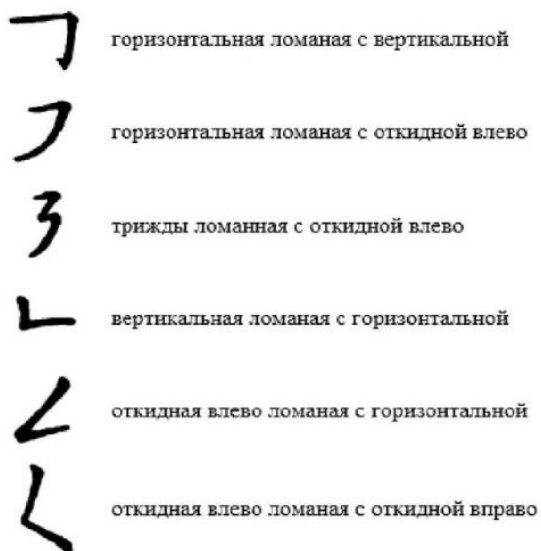 ㇕ горизонтальная ломаная с вертикальной
㇇ горизонтальная ломаная с откидной влево
㇋ трижды ломанная с откидной влево
㇗ вертикальная ломаная с горизонтальной
㇜ откидная влево ломаная с горизонтальной
㇛ откидная влево ломаная с откидной вправо